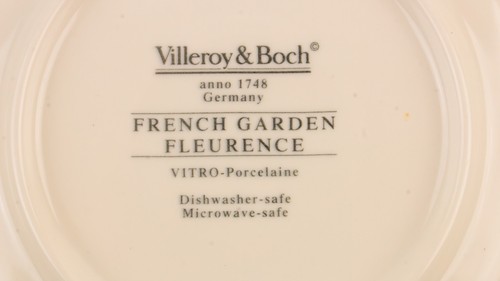 Villeroy & Boch©
anno 1748
Germany
FRENCH GARDEN
FLEURENCE
VITRO-Porcelaine
Dishwasher-safe
Microwave-safe